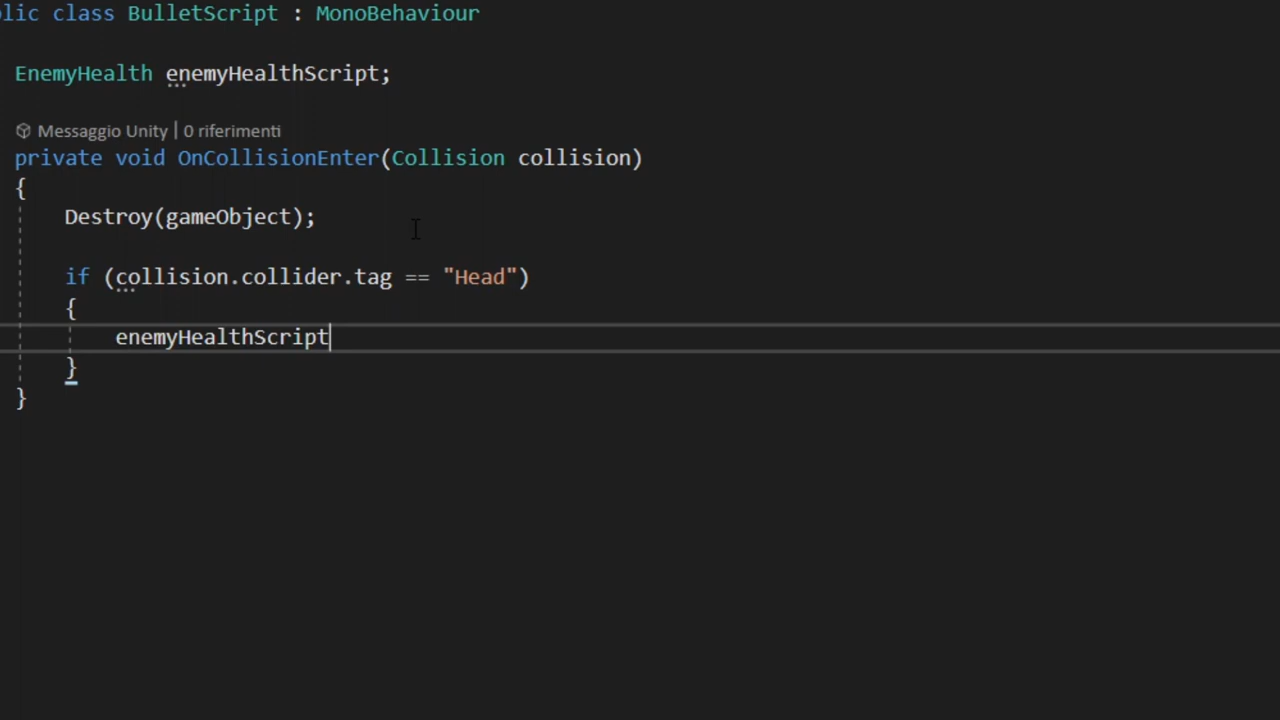 lic class BulletScript : MonoBehaviour
EnemyHealth enemyHealthScript;
Messaggio Unity | 0 riferimenti
private void OnCollisionEnter(Collision collision)
{
Destroy(gameObject);
if (collision.collider.tag == "Head")
{
enemyHealthScript
}
}